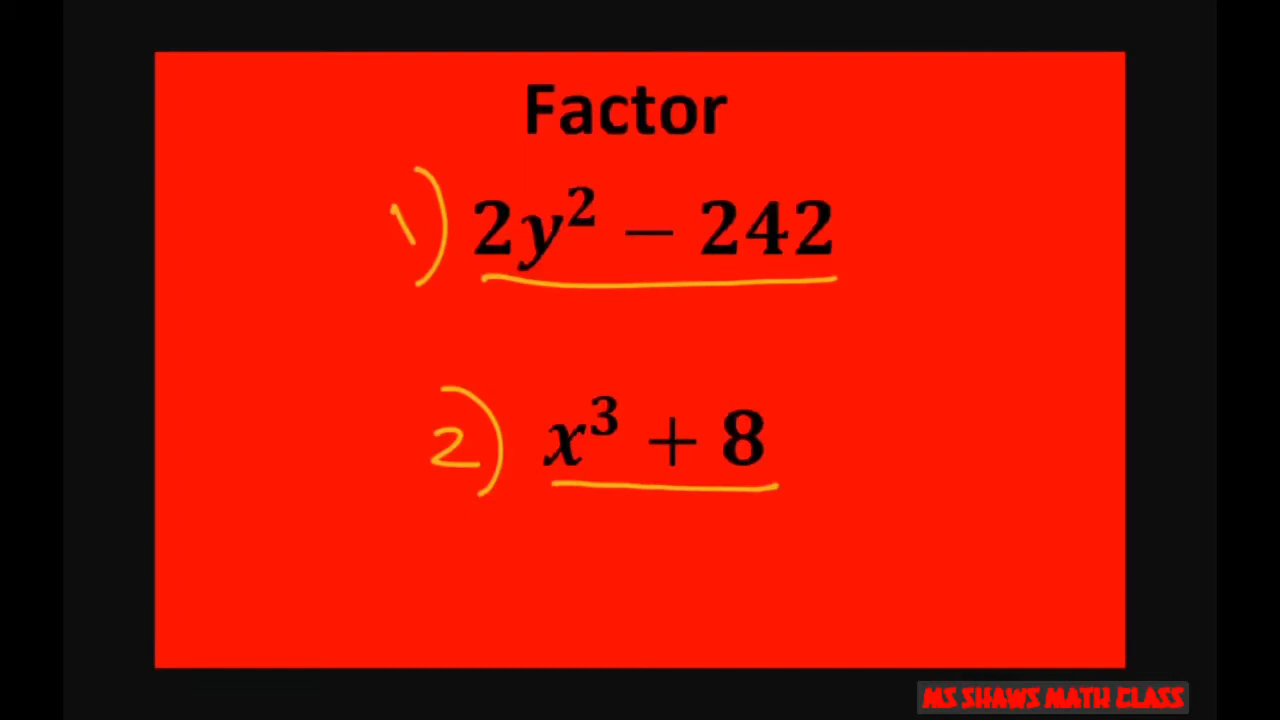 Factor
1) 2y² − 242
2) x³ + 8
MS SHAWS MATH CLASS